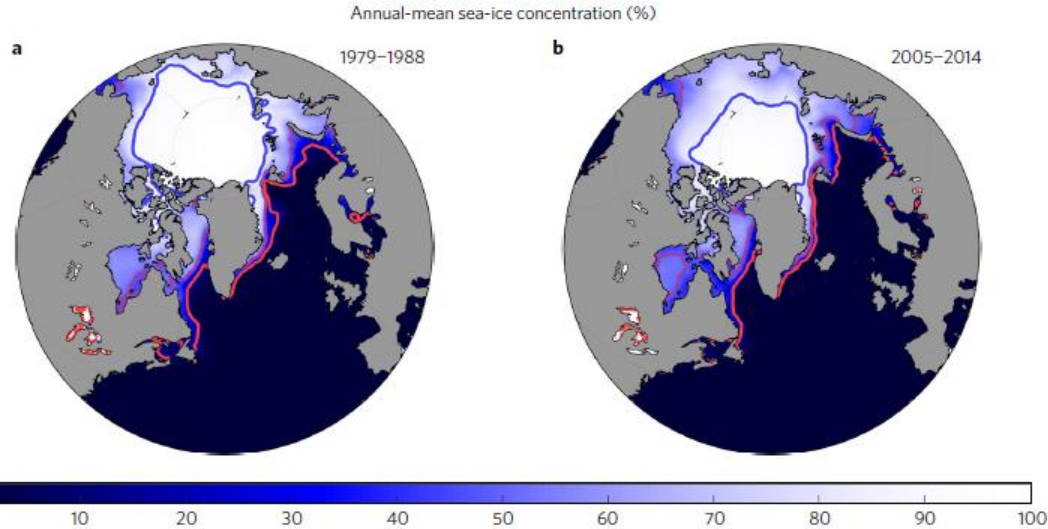 Annual-mean sea-ice concentration (%)
a
1979–1988
b
2005–2014
10 20 30 40 50 60 70 80 90 100